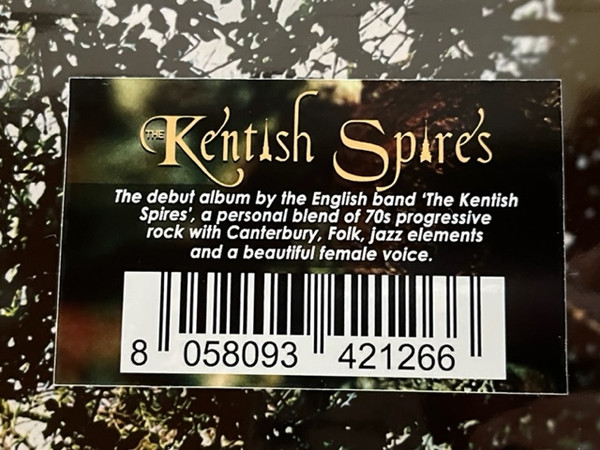 THE Kentish Spires
The debut album by the English band 'The Kentish
Spires', a personal blend of 70s progressive
rock with Canterbury, Folk, jazz elements
and a beautiful female voice.
8 058093 421266